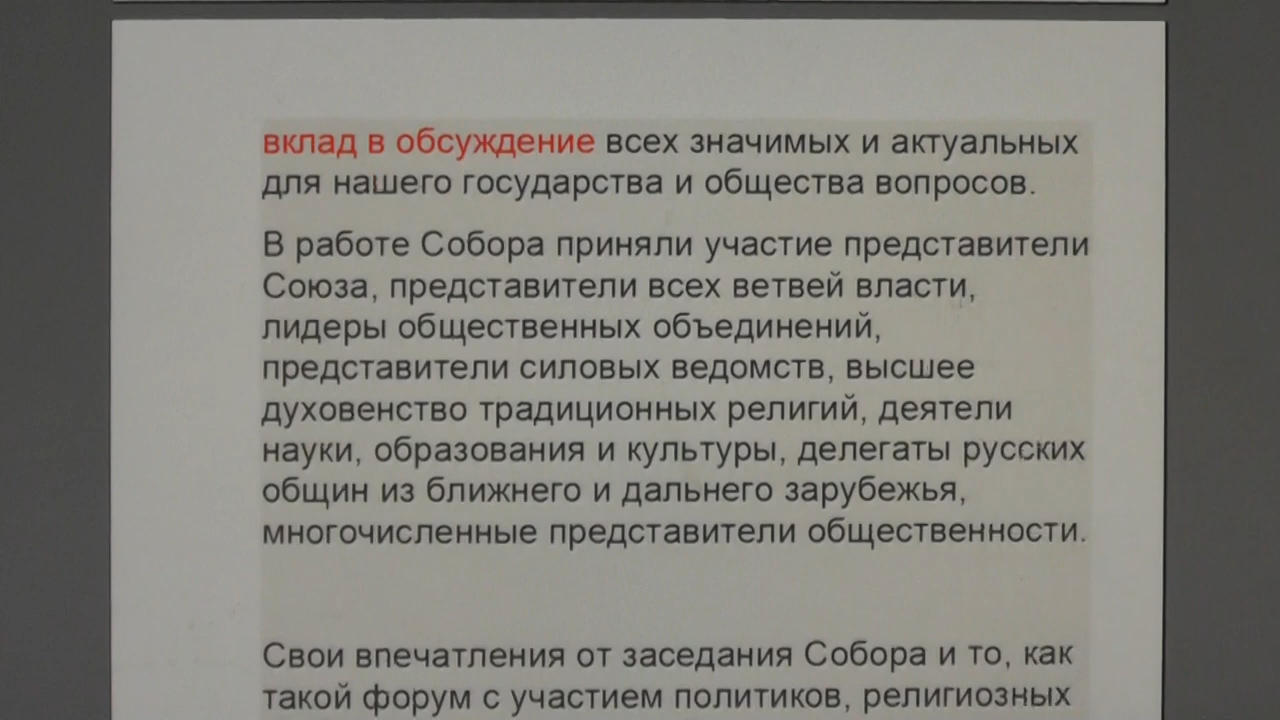 вклад в обсуждение всех значимых и актуальных
для нашего государства и общества вопросов.
В работе Собора приняли участие представители
Союза, представители всех ветвей власти,
лидеры общественных объединений,
представители силовых ведомств, высшее
духовенство традиционных религий, деятели
науки, образования и культуры, делегаты русских
общин из ближнего и дальнего зарубежья,
многочисленные представители общественности.
Свои впечатления от заседания Собора и то, как
такой форум с участием политиков, религиозных